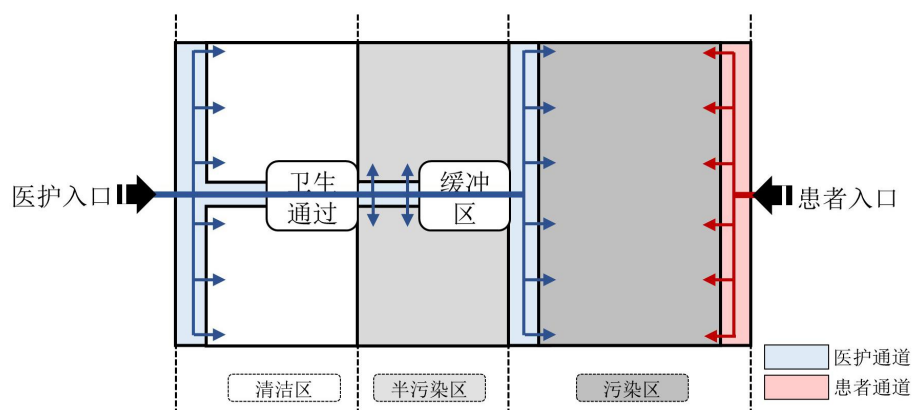 卫生
通过
缓冲
区
医护入口
患者入口
医护通道
患者通道
清洁区
半污染区
污染区